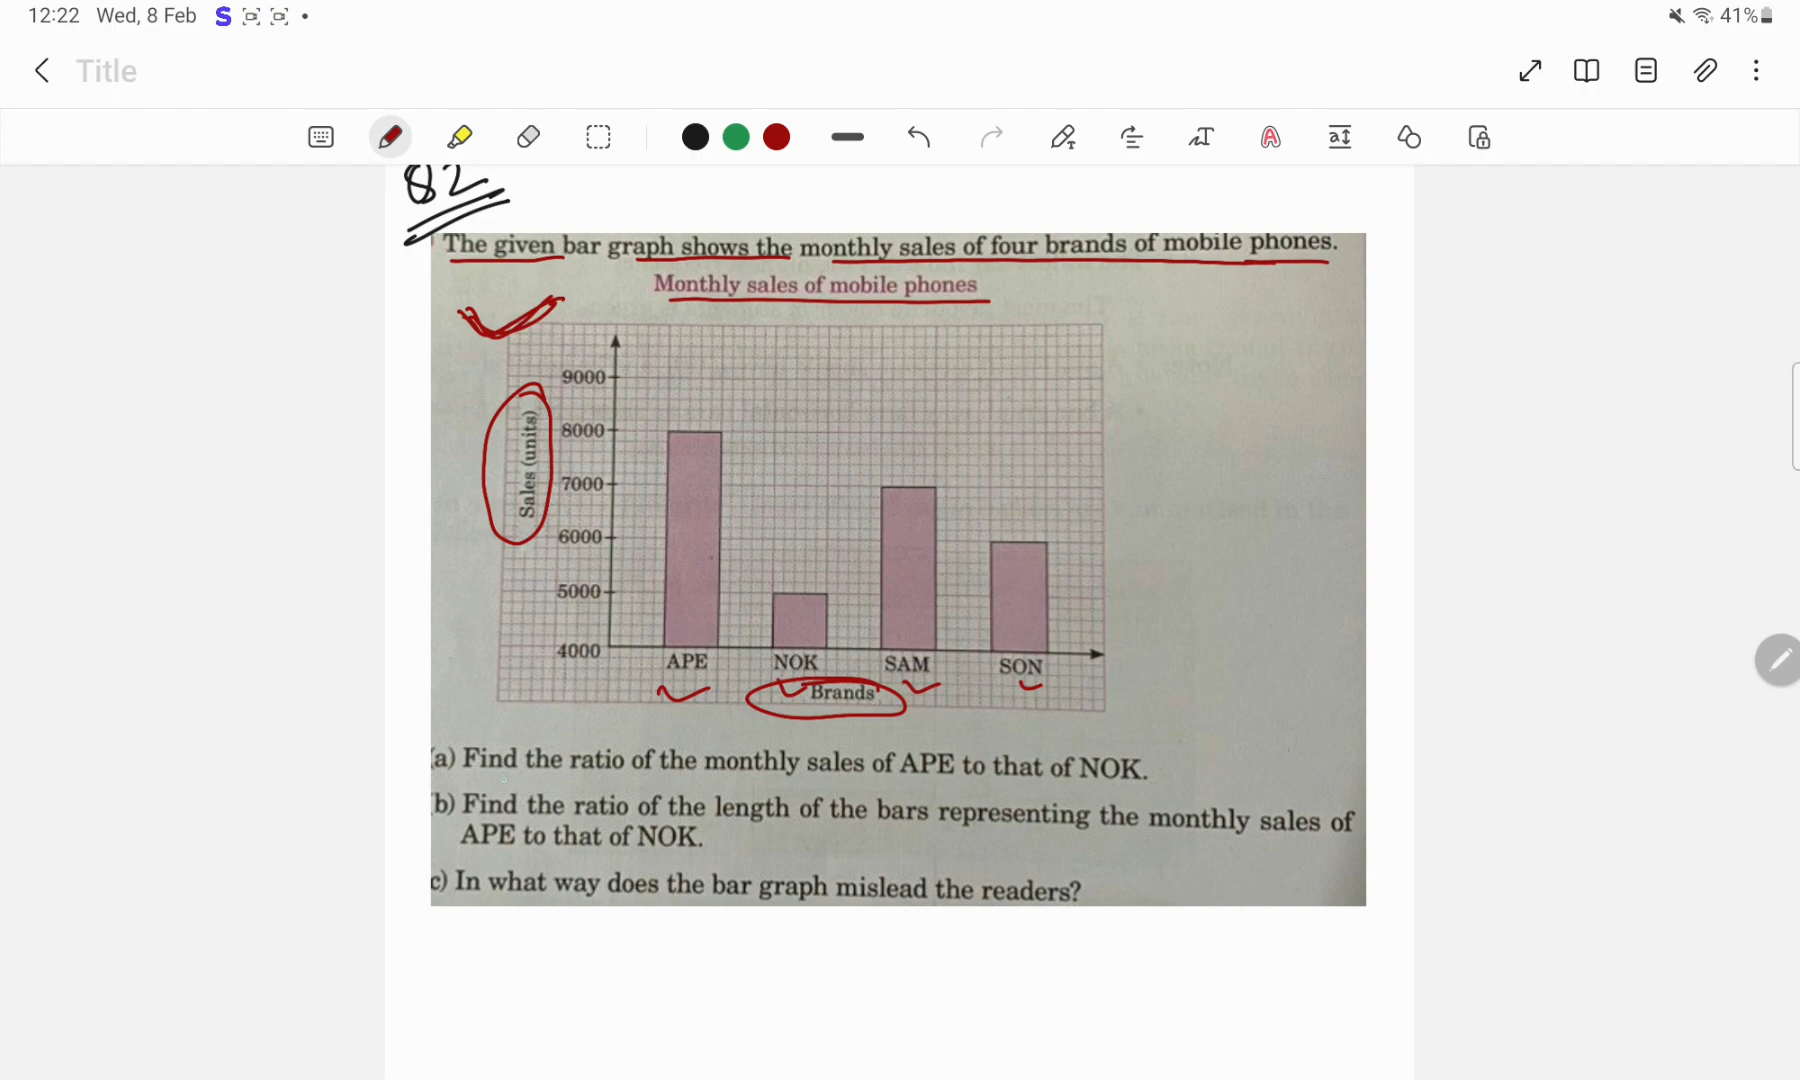 12:22 Wed, 8 Feb S
41%
Title
82
The given bar graph shows the monthly sales of four brands of mobile phones.
Monthly sales of mobile phones
Sales (units)
9000
8000
7000
6000
5000
4000
APE NOK SAM SON
Brands
(a) Find the ratio of the monthly sales of APE to that of NOK.
b) Find the ratio of the length of the bars representing the monthly sales of
APE to that of NOK.
c) In what way does the bar graph mislead the readers?